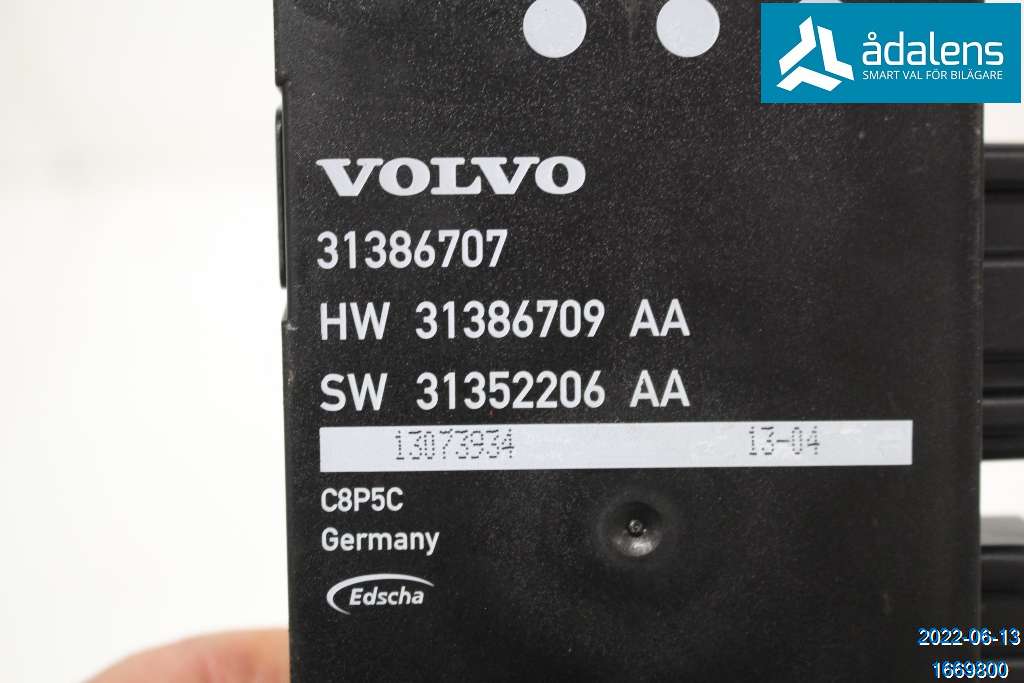 ådalens
SMART VAL FÖR BILÄGARE
VOLVO
31386707
HW 31386709 AA
SW 31352206 AA
13073934 13-04
C8P5C
Germany
Edscha
2022-06-13
1669800